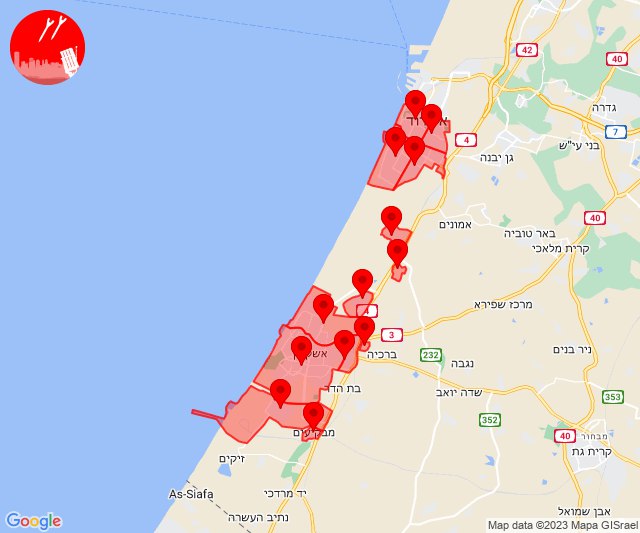 42
40
גדרה
7
בני עי"ש
4
גן יבנה
40
אמונים
באר טוביה
קרית מלאכי
מרכז שפירא
4
3
ברכיה
232
נגבה
ניר בנים
בת הדר
שדה יואב
353
352
מבחור
40
קרית גת
זיקים
As-Siafa
יד מרדכי
נתיב העשרה
אבן שמואל
Google
Map data ©2023 Mapa GISrael